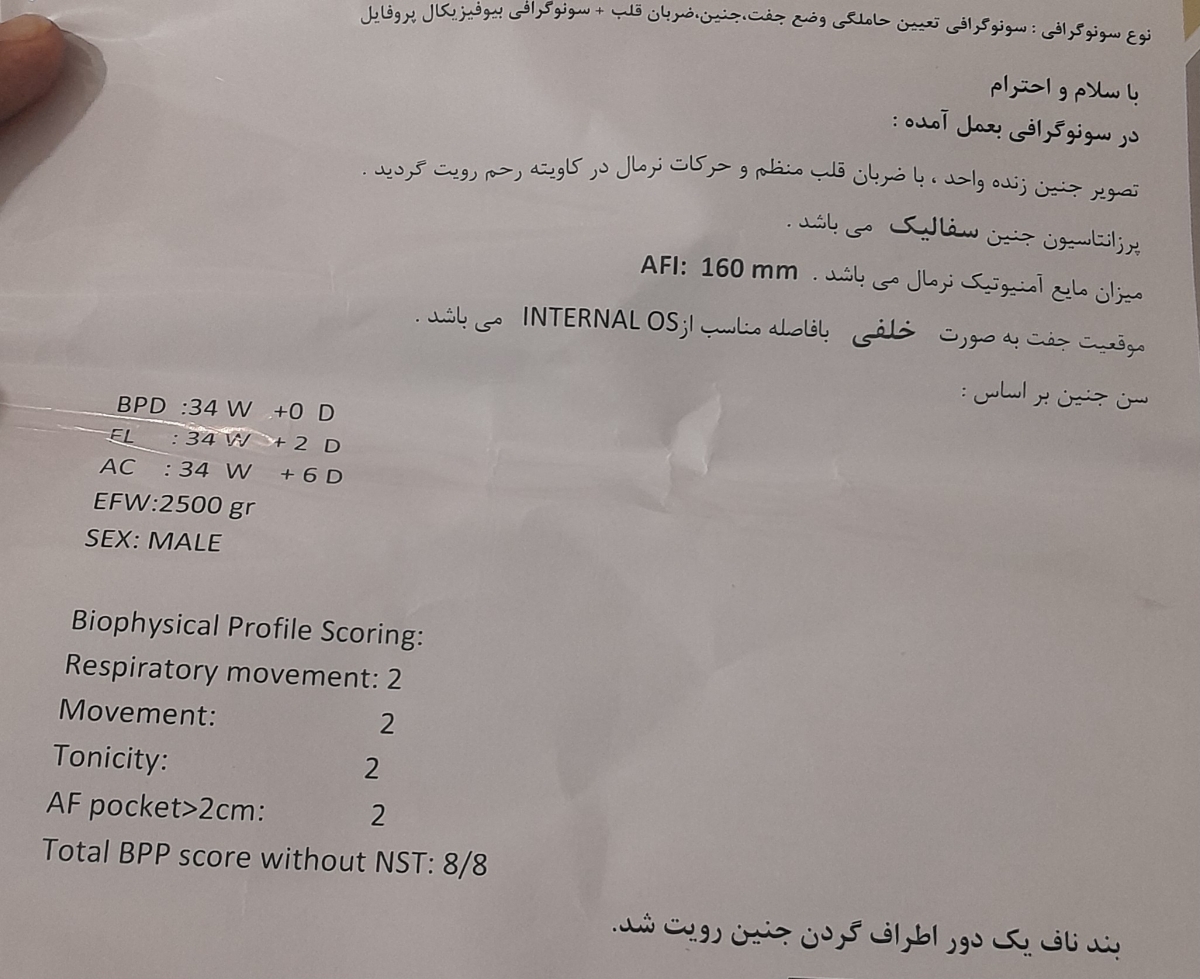 نوع سونوگرافی : سونوگرافی تعیین حاملگی وضع جفت،جنین،ضربان قلب + سونوگرافی بیوفیزیکال پروفایل
با سلام و احترام
در سونوگرافی بعمل آمده :
تصویر جنین زنده واحد ، با ضربان قلب منظم و حرکات نرمال در کاویته رحم رویت گردید .
پرزانتاسیون جنین سفالیک می باشد .
میزان مایع آمنیوتیک نرمال می باشد . AFI: 160 mm
موقعیت جفت به صورت خلفی بافاصله مناسب از INTERNAL OS می باشد .
سن جنین بر اساس :
BPD :34 W +0 D
FL : 34 W + 2 D
AC : 34 W + 6 D
EFW:2500 gr
SEX: MALE
Biophysical Profile Scoring:
Respiratory movement: 2
Movement: 2
Tonicity: 2
AF pocket>2cm: 2
Total BPP score without NST: 8/8
بند ناف یک دور اطراف گردن جنین رویت شد.